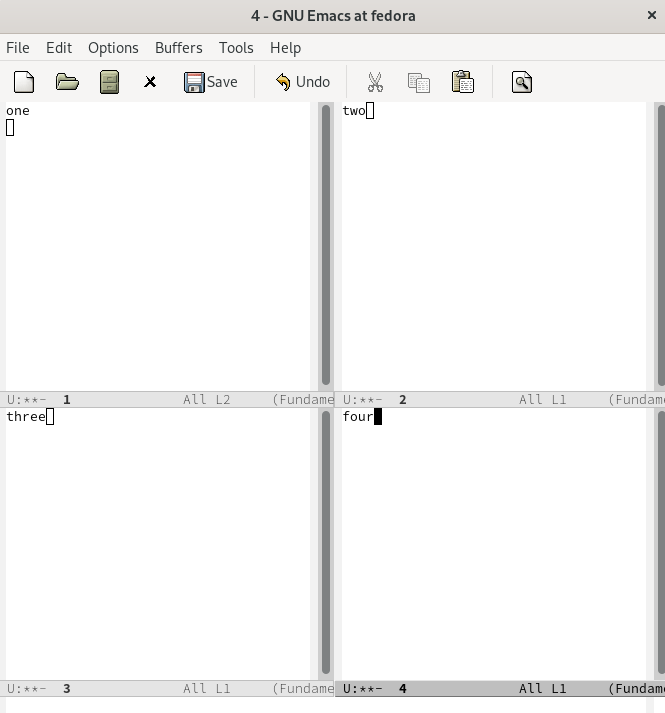 4 - GNU Emacs at fedora
File Edit Options Buffers Tools Help
Save Undo
one
two
U:**-  1 All L2 (Fundame
U:**-  2 All L1 (Fundame
three
four
U:**-  3 All L1 (Fundame
U:**-  4 All L1 (Fundame